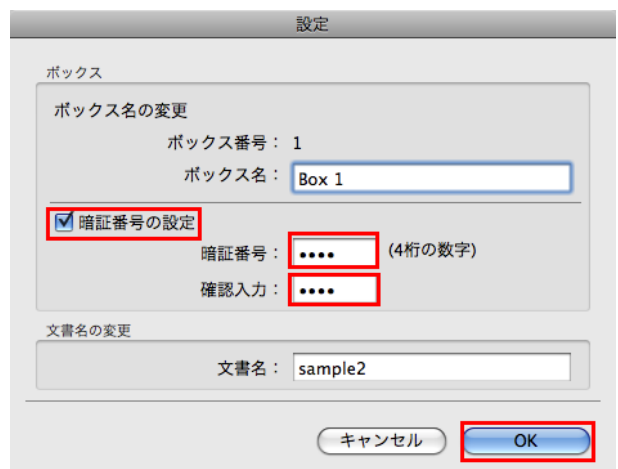 設定
ボックス
ボックス名の変更
ボックス番号： 1
ボックス名： Box 1
暗証番号の設定
暗証番号： •••• (4桁の数字)
確認入力： ••••
文書名の変更
文書名： sample2
キャンセル OK